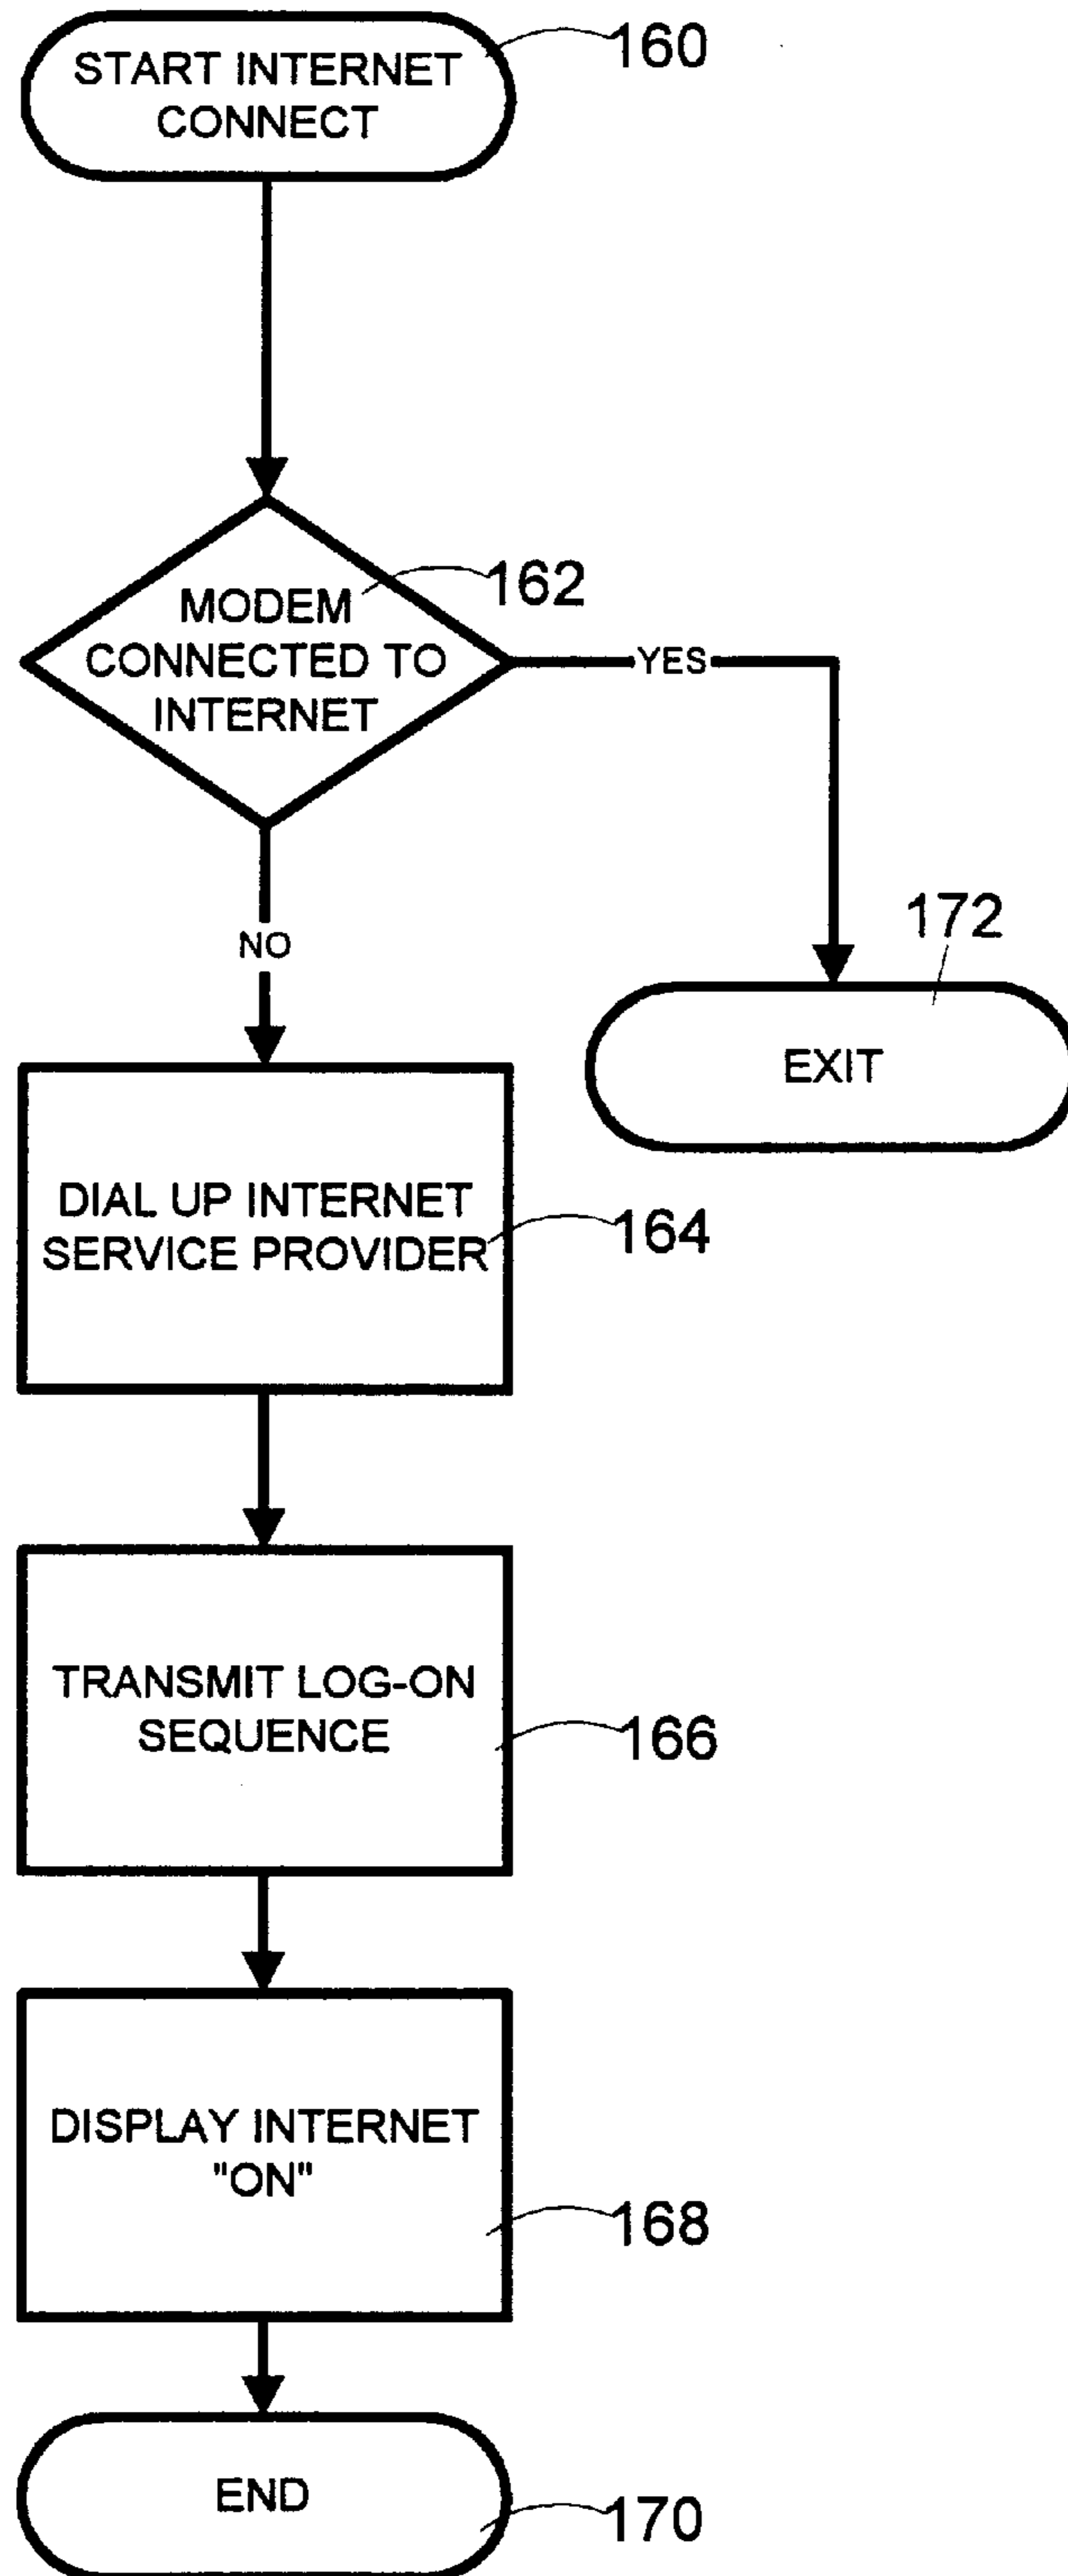 START INTERNET
CONNECT
160
MODEM
CONNECTED TO
INTERNET
162
YES
NO
172
EXIT
DIAL UP INTERNET
SERVICE PROVIDER
164
TRANSMIT LOG-ON
SEQUENCE
166
DISPLAY INTERNET
"ON"
168
END
170